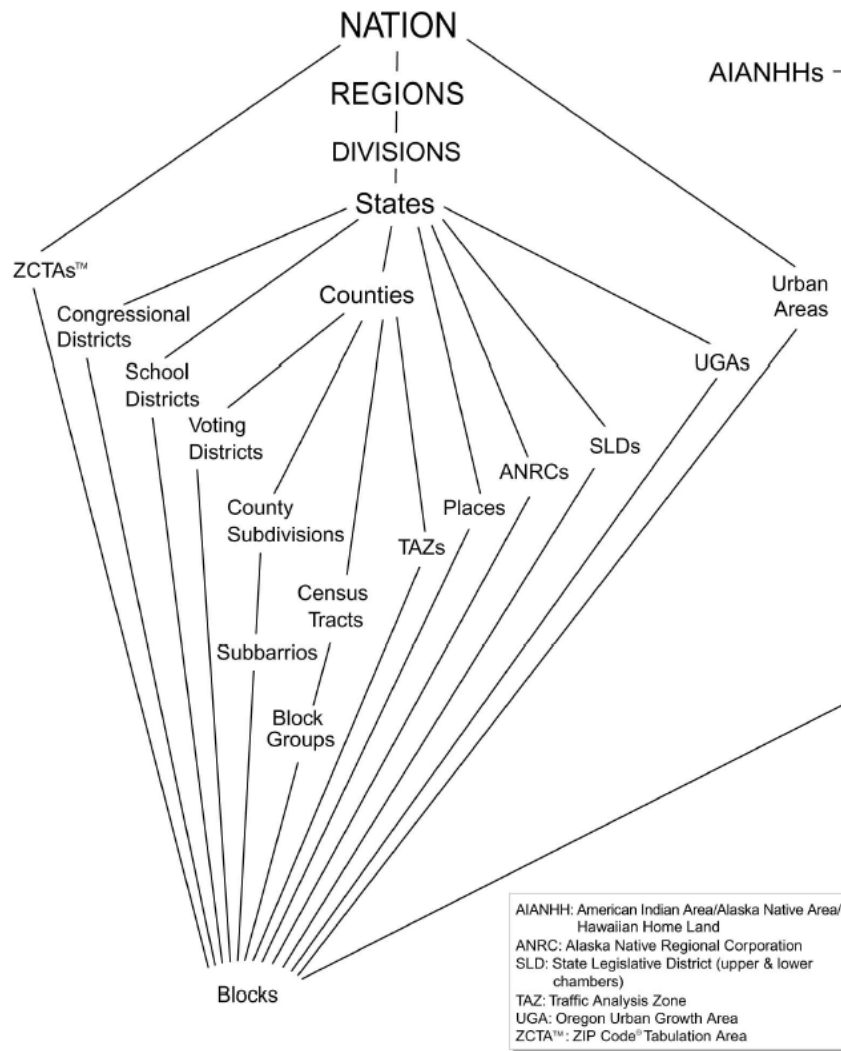 NATION
AIANHHs
REGIONS
DIVISIONS
States
ZCTAs™
Counties
Urban
Areas
Congressional
Districts
UGAs
School
Districts
Voting
Districts
SLDs
ANRCs
County
Subdivisions
Places
TAZs
Census
Tracts
Subbarrios
Block
Groups
Blocks
AIANHH: American Indian Area/Alaska Native Area/
Hawaiian Home Land
ANRC: Alaska Native Regional Corporation
SLD: State Legislative District (upper & lower
chambers)
TAZ: Traffic Analysis Zone
UGA: Oregon Urban Growth Area
ZCTA™: ZIP Code® Tabulation Area